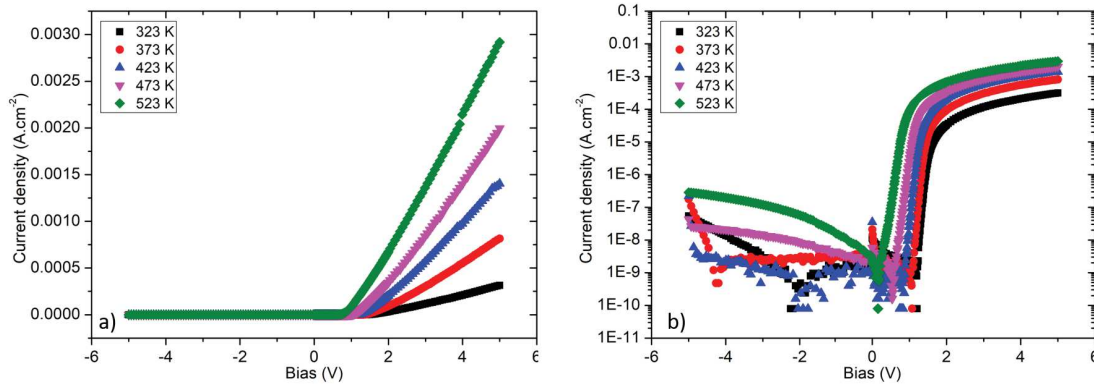 0.0030
0.0025
0.0020
0.0015
0.0010
0.0005
0.0000
Current density (A.cm-2)
323 K
373 K
423 K
473 K
523 K
a)
-6 -4 -2 0 2 4 6
Bias (V)
0.1
0.01
1E-3
1E-4
1E-5
1E-6
1E-7
1E-8
1E-9
1E-10
1E-11
Current density (A.cm-2)
323 K
373 K
423 K
473 K
523 K
b)
-6 -4 -2 0 2 4 6
Bias (V)